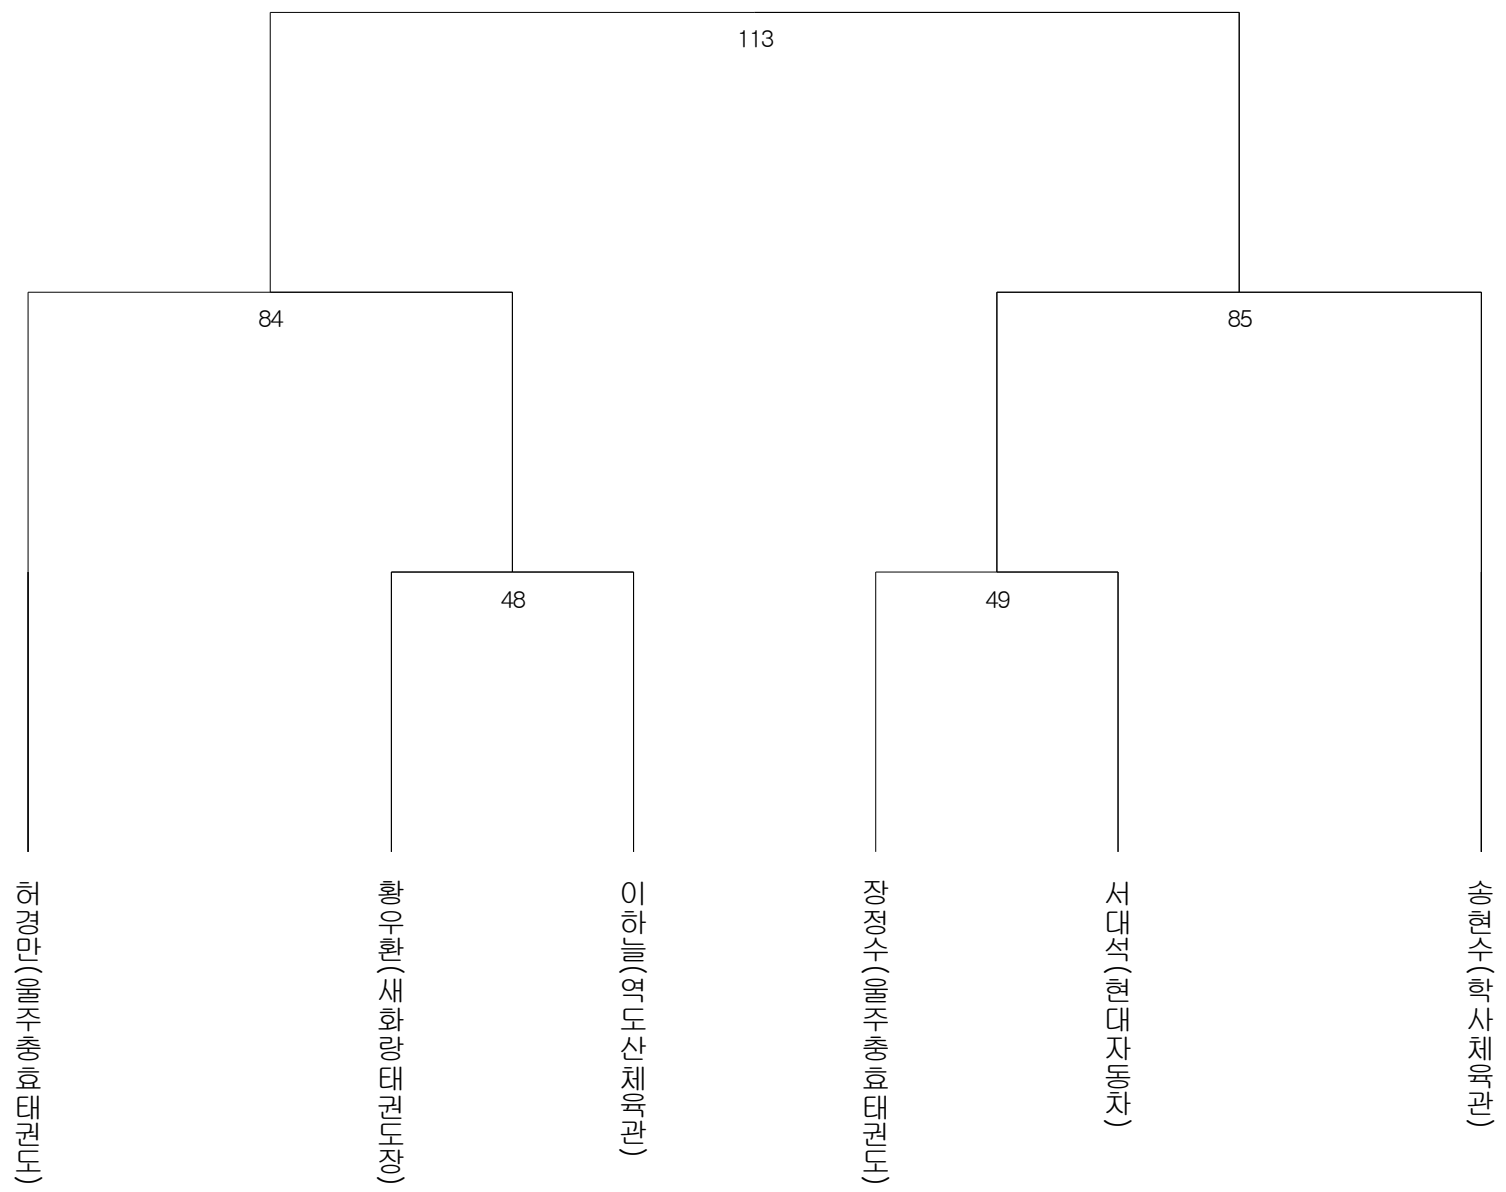 113
84
85
48
49
허경만(울주충효태권도)
황우환(새화랑태권도장)
이하늘(역도산체육관)
장정수(울주충효태권도)
서대석(현대자동차)
송현수(학사체육관)